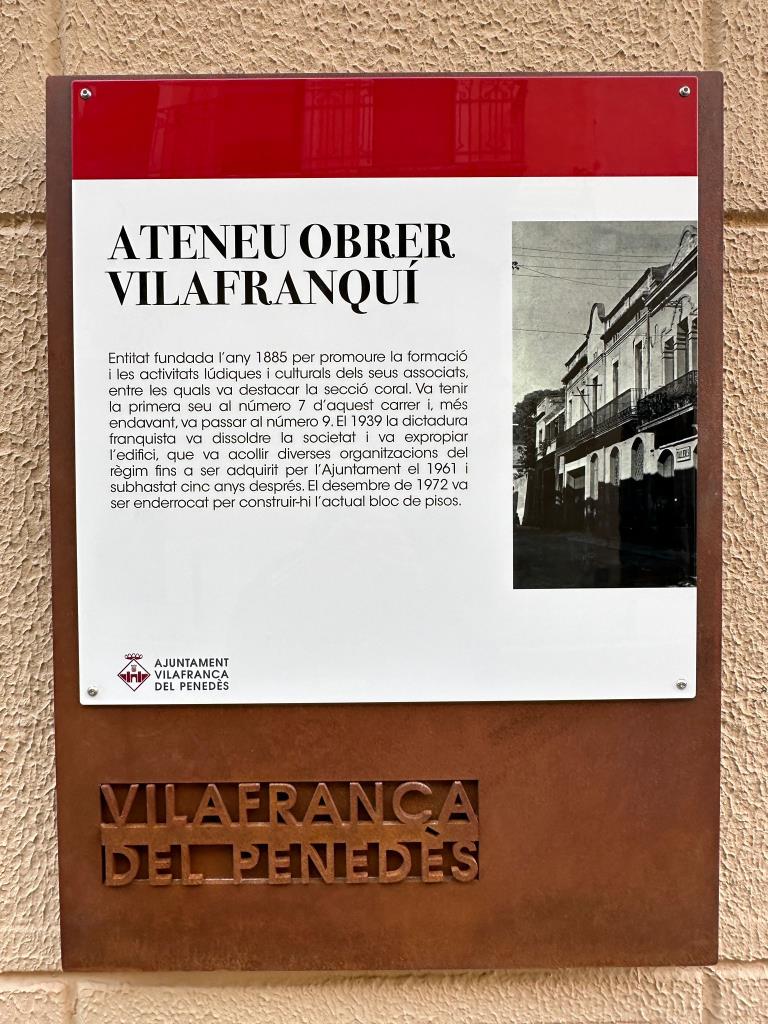 ATENEU OBRER
VILAFRANQUÍ
Entitat fundada l'any 1885 per promoure la formació
i les activitats lúdiques i culturals dels seus associats,
entre les quals va destacar la secció coral. Va tenir
la primera seu al número 7 d'aquest carrer i, més
endavant, va passar al número 9. El 1939 la dictadura
franquista va dissoldre la societat i va expropiar
l'edifici, que va acollir diverses organitzacions del
règim fins a ser adquirit per l'Ajuntament el 1961 i
subhastat cinc anys després. El desembre de 1972 va
ser enderrocat per construir-hi l'actual bloc de pisos.
AJUNTAMENT
VILAFRANCA
DEL PENEDÈS
VILAFRANCA
DEL PENEDÈS